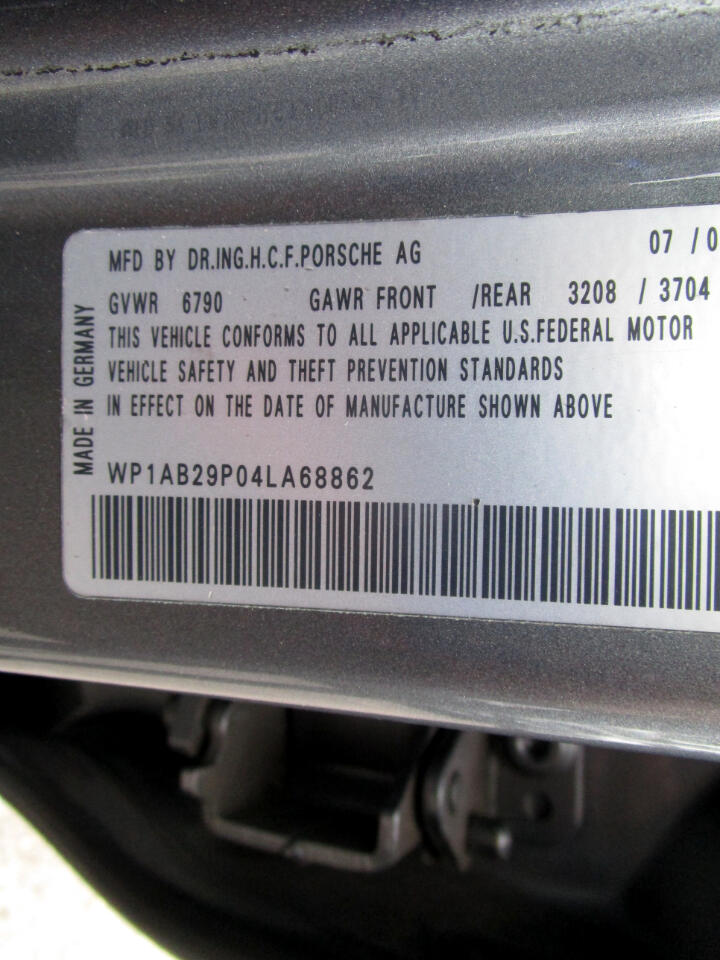 MFD BY DR.ING.H.C.F.PORSCHE AG 07 /0
GVWR 6790 GAWR FRONT /REAR 3208 / 3704
THIS VEHICLE CONFORMS TO ALL APPLICABLE U.S.FEDERAL MOTOR
VEHICLE SAFETY AND THEFT PREVENTION STANDARDS
IN EFFECT ON THE DATE OF MANUFACTURE SHOWN ABOVE
WP1AB29P04LA68862
MADE IN GERMANY